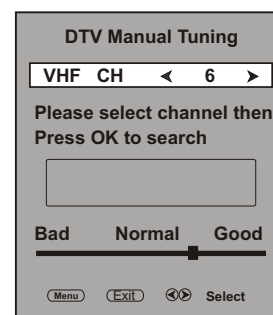 DTV Manual Tuning
VHF CH 6
Please select channel then
Press OK to search
Bad Normal Good
Menu Exit Select